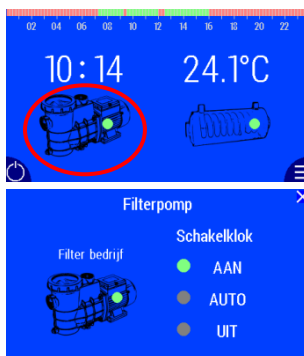 02 04 06 08 10 12 14 16 18 20 22
10:14 24.1°C
Filterpomp
Schakelklok
Filter bedrijf
AAN
AUTO
UIT